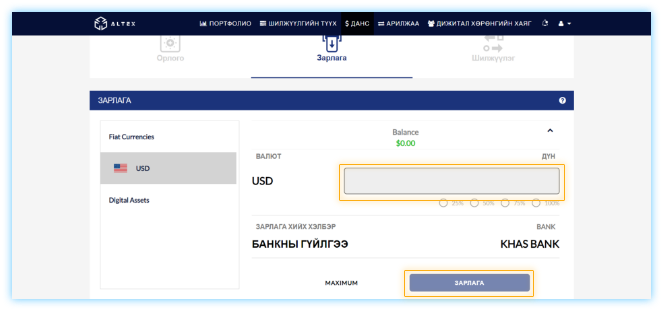 ALTEX ПОРТФОЛИО ШИЛЖҮҮЛГИЙН ТҮҮХ $ ДАНС АРИЛЖАА ДИЖИТАЛ ХӨРӨНГИЙН ХАЯГ
Орлого Зарлага Шилжүүлэг
ЗАРЛАГА
Fiat Currencies
USD
Digital Assets
Balance
$0.00
ВАЛЮТ ДҮН
USD
25% 50% 75% 100%
ЗАРЛАГА ХИЙХ ХЭЛБЭР BANK
БАНКНЫ ГҮЙЛГЭЭ KHAS BANK
MAXIMUM ЗАРЛАГА